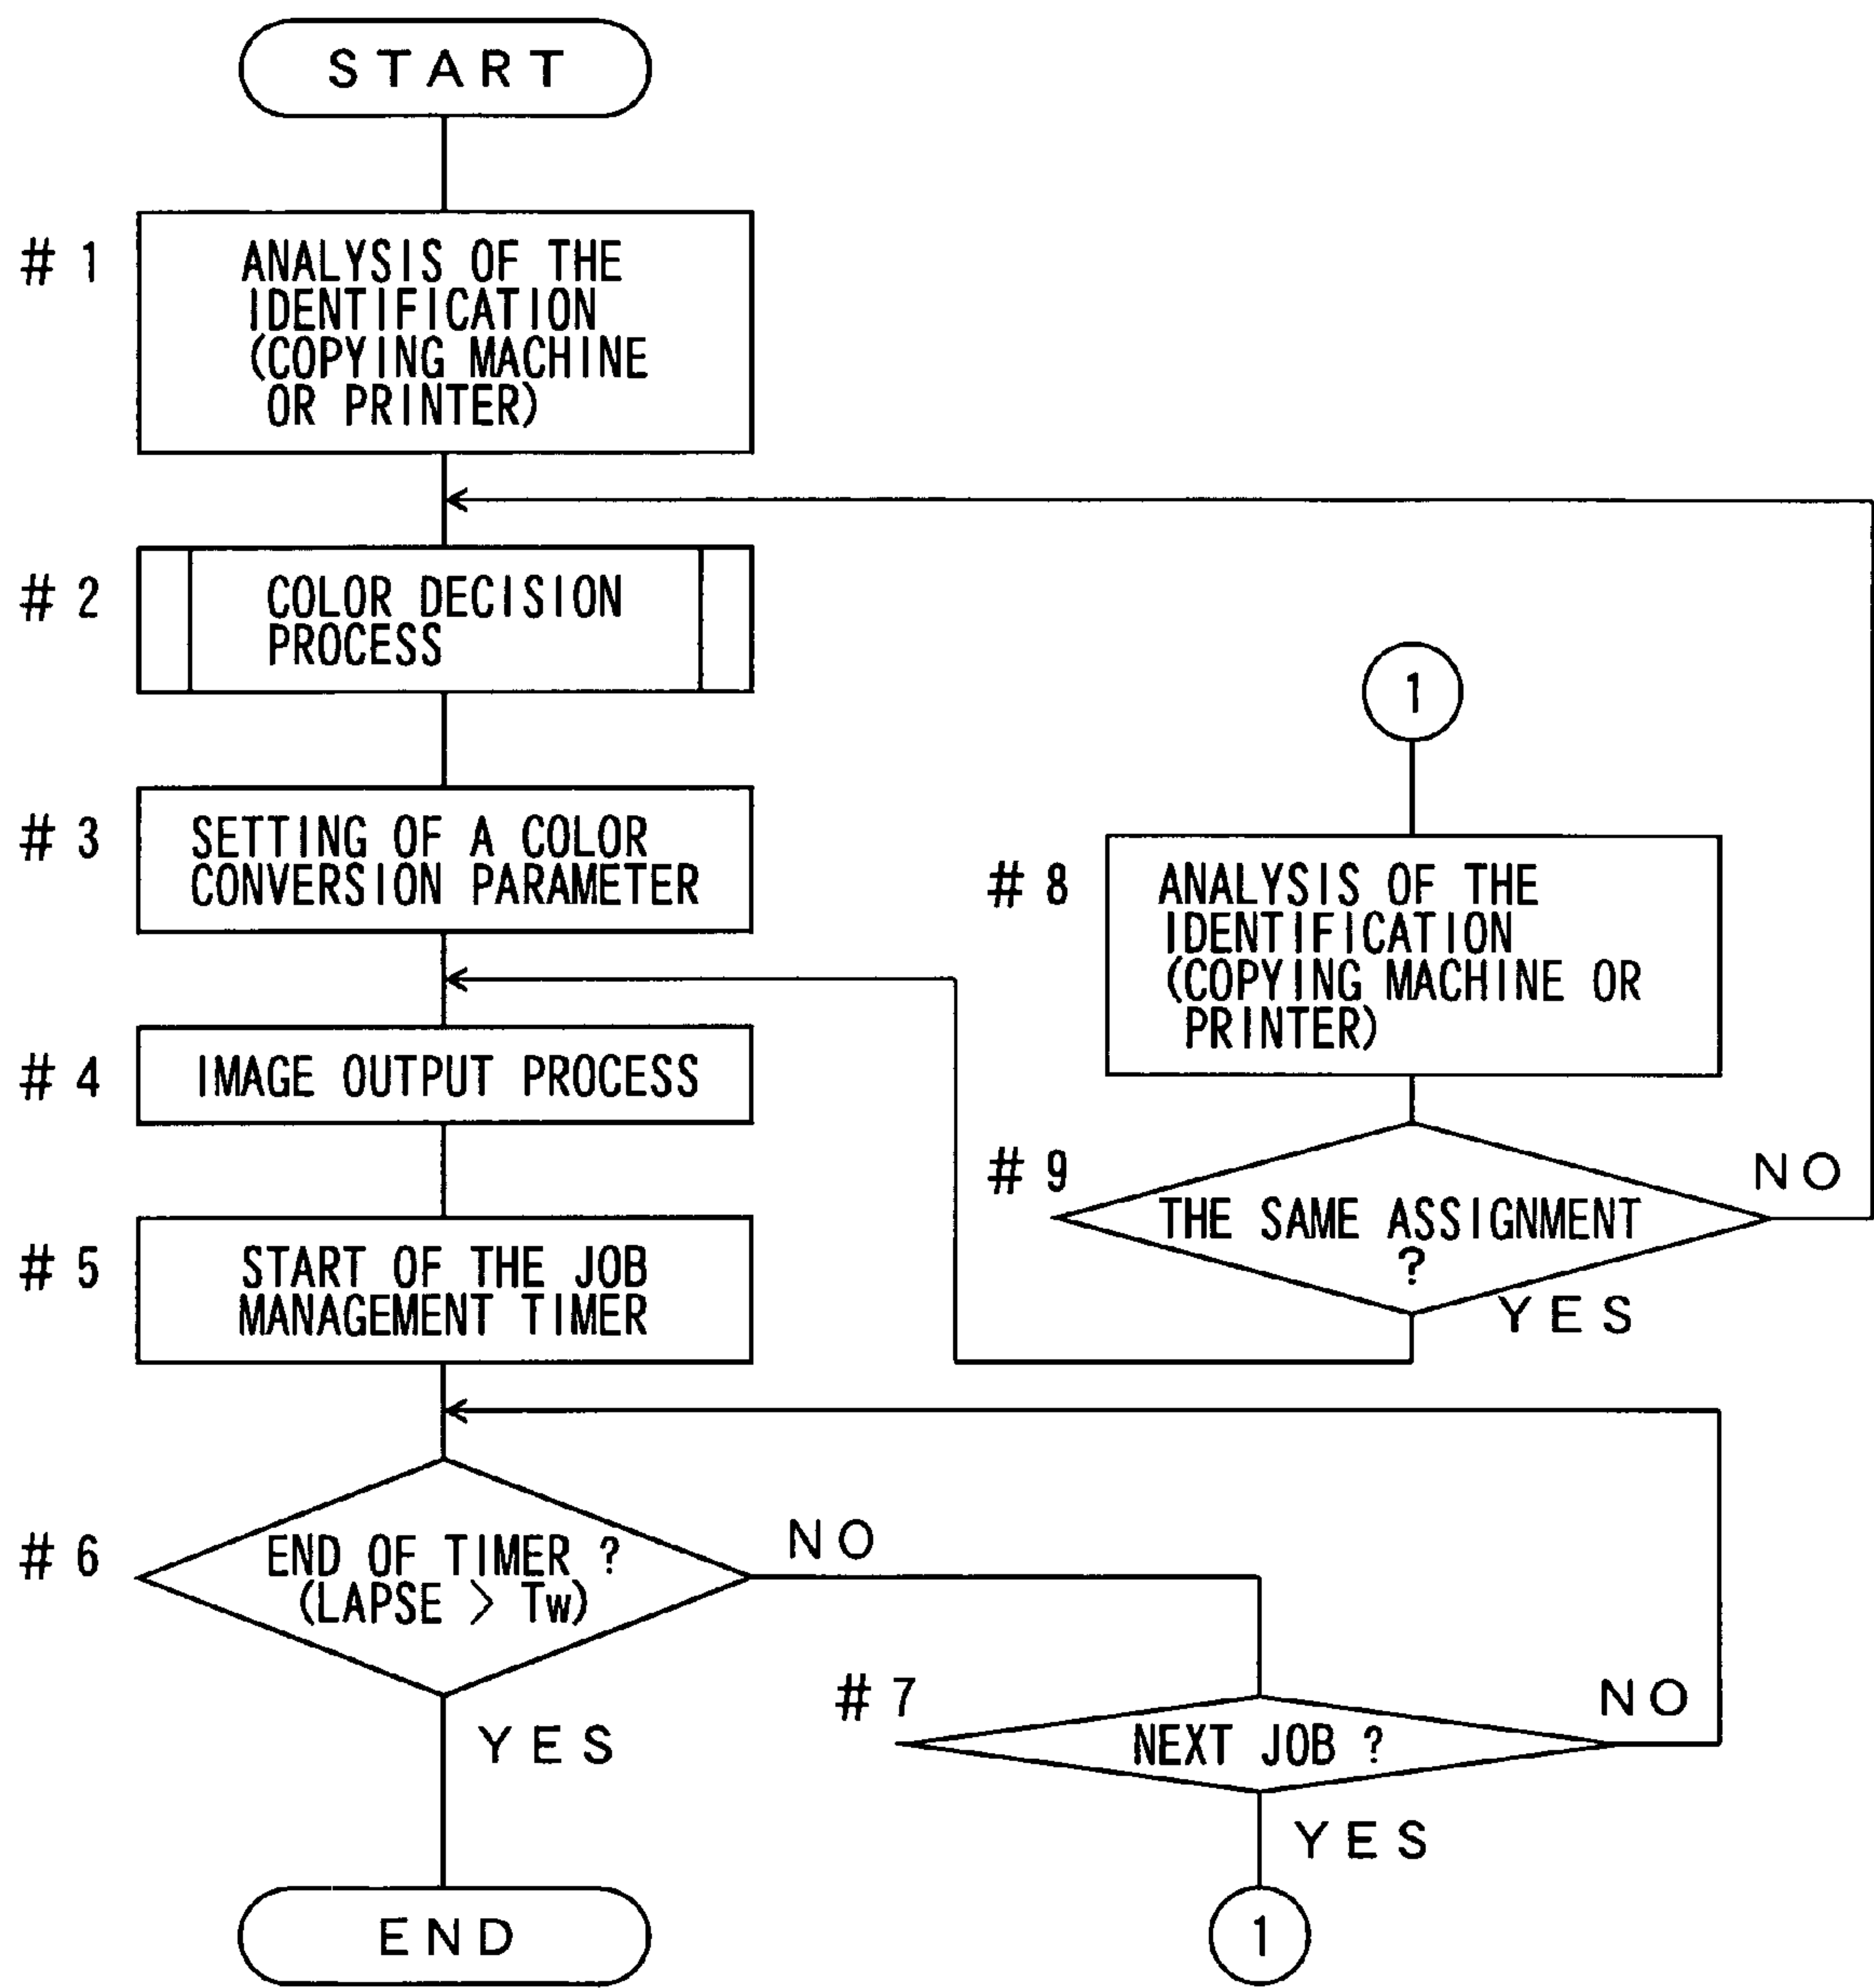 START
# 1
ANALYSIS OF THE
IDENTIFICATION
(COPYING MACHINE
OR PRINTER)
# 2
COLOR DECISION
PROCESS
# 3
SETTING OF A COLOR
CONVERSION PARAMETER
# 4
IMAGE OUTPUT PROCESS
# 5
START OF THE JOB
MANAGEMENT TIMER
# 6
END OF TIMER ?
(LAPSE > Tw)
NO
YES
END
# 7
NEXT JOB ?
NO
YES
1
1
# 8
ANALYSIS OF THE
IDENTIFICATION
(COPYING MACHINE OR
PRINTER)
# 9
THE SAME ASSIGNMENT
?
NO
YES